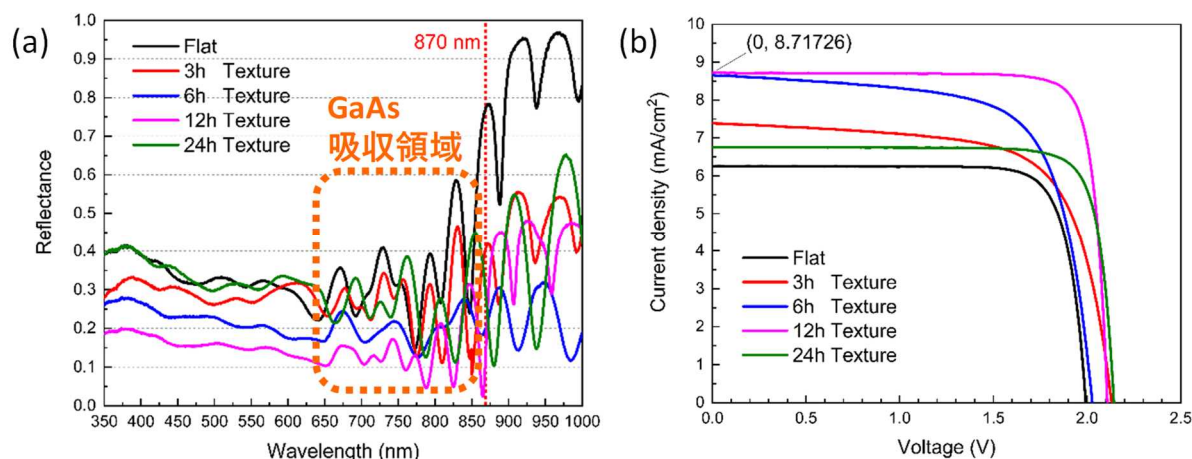 (a)
1.0
0.9
0.8
0.7
0.6
0.5
0.4
0.3
0.2
0.1
0.0
Reflectance
Flat
3h Texture
6h Texture
12h Texture
24h Texture
870 nm
GaAs
吸収領域
350 400 450 500 550 600 650 700 750 800 850 900 950 1000
Wavelength (nm)
(b)
10
9
8
7
6
5
4
3
2
1
0
Current density (mA/cm²)
(0, 8.71726)
Flat
3h Texture
6h Texture
12h Texture
24h Texture
0.0 0.5 1.0 1.5 2.0 2.5
Voltage (V)